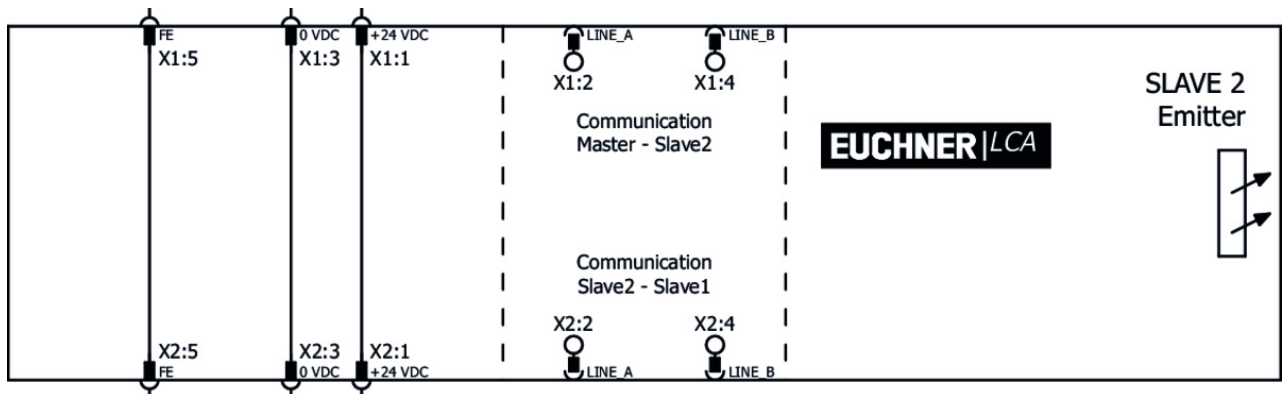 FE
0 VDC
+24 VDC
LINE_A
LINE_B
X1:5
X1:3
X1:1
X1:2
X1:4
SLAVE 2
Emitter
Communication
Master - Slave2
EUCHNER|LCA
Communication
Slave2 - Slave1
X2:2
X2:4
X2:5
X2:3
X2:1
FE
0 VDC
+24 VDC
LINE_A
LINE_B